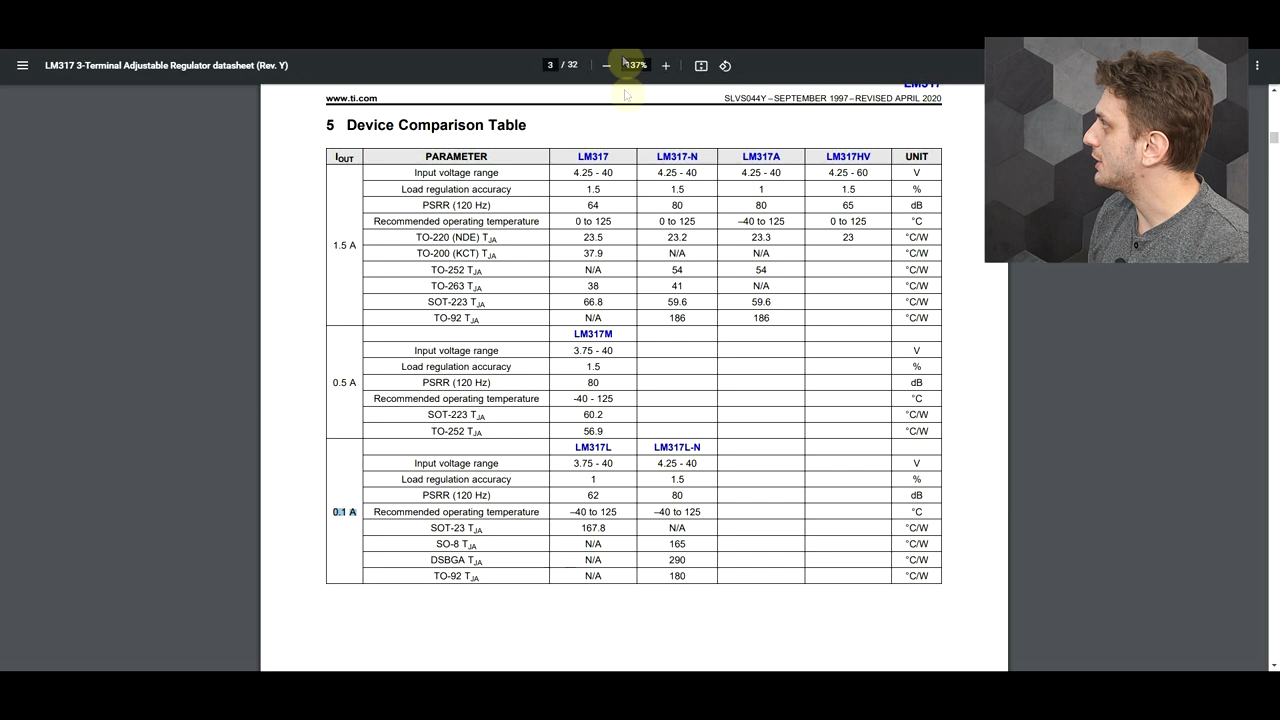 LM317 3-Terminal Adjustable Regulator datasheet (Rev. Y) 3 / 32 137%
LM317
www.ti.com SLVS044Y – SEPTEMBER 1997 – REVISED APRIL 2020
5 Device Comparison Table
IOUT PARAMETER LM317 LM317-N LM317A LM317HV UNIT
1.5 A
Input voltage range 4.25 - 40 4.25 - 40 4.25 - 40 4.25 - 60 V
Load regulation accuracy 1.5 1.5 1 1.5 %
PSRR (120 Hz) 64 80 80 65 dB
Recommended operating temperature 0 to 125 0 to 125 –40 to 125 0 to 125 °C
TO-220 (NDE) TJA 23.5 23.2 23.3 23 °C/W
TO-200 (KCT) TJA 37.9 N/A N/A °C/W
TO-252 TJA N/A 54 54 °C/W
TO-263 TJA 38 41 N/A °C/W
SOT-223 TJA 66.8 59.6 59.6 °C/W
TO-92 TJA N/A 186 186 °C/W
0.5 A
LM317M
Input voltage range 3.75 - 40 V
Load regulation accuracy 1.5 %
PSRR (120 Hz) 80 dB
Recommended operating temperature -40 - 125 °C
SOT-223 TJA 60.2 °C/W
TO-252 TJA 56.9 °C/W
0.1 A
LM317L LM317L-N
Input voltage range 3.75 - 40 4.25 - 40 V
Load regulation accuracy 1 1.5 %
PSRR (120 Hz) 62 80 dB
Recommended operating temperature –40 to 125 –40 to 125 °C
SOT-23 TJA 167.8 N/A °C/W
SO-8 TJA N/A 165 °C/W
DSBGA TJA N/A 290 °C/W
TO-92 TJA N/A 180 °C/W